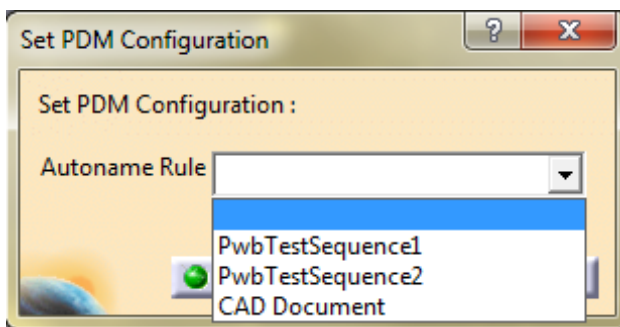 Set PDM Configuration
?
Set PDM Configuration :
Autoname Rule
PwbTestSequence1
PwbTestSequence2
CAD Document